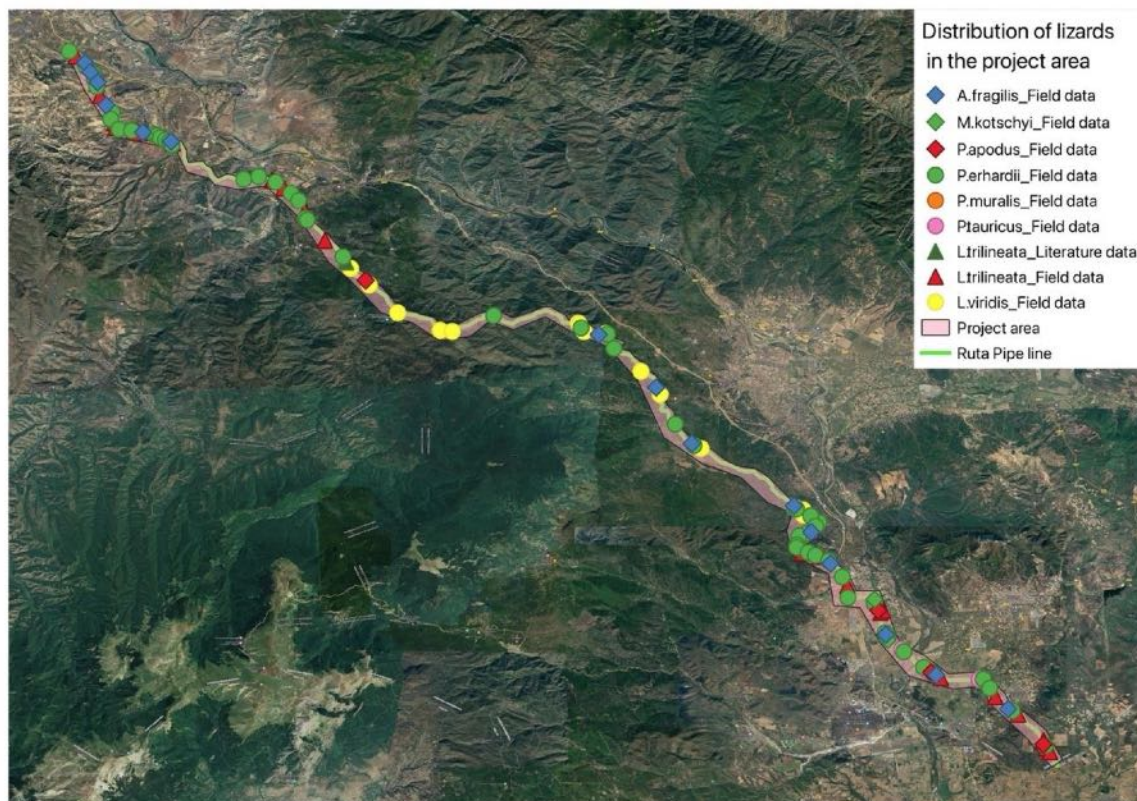 Distribution of lizards
in the project area
A.fragilis_Field data
M.kotschyi_Field data
P.apodus_Field data
P.erhardii_Field data
P.muralis_Field data
P.tauricus_Field data
L.trilineata_Literature data
L.trilineata_Field data
L.viridis_Field data
Project area
Ruta Pipe line